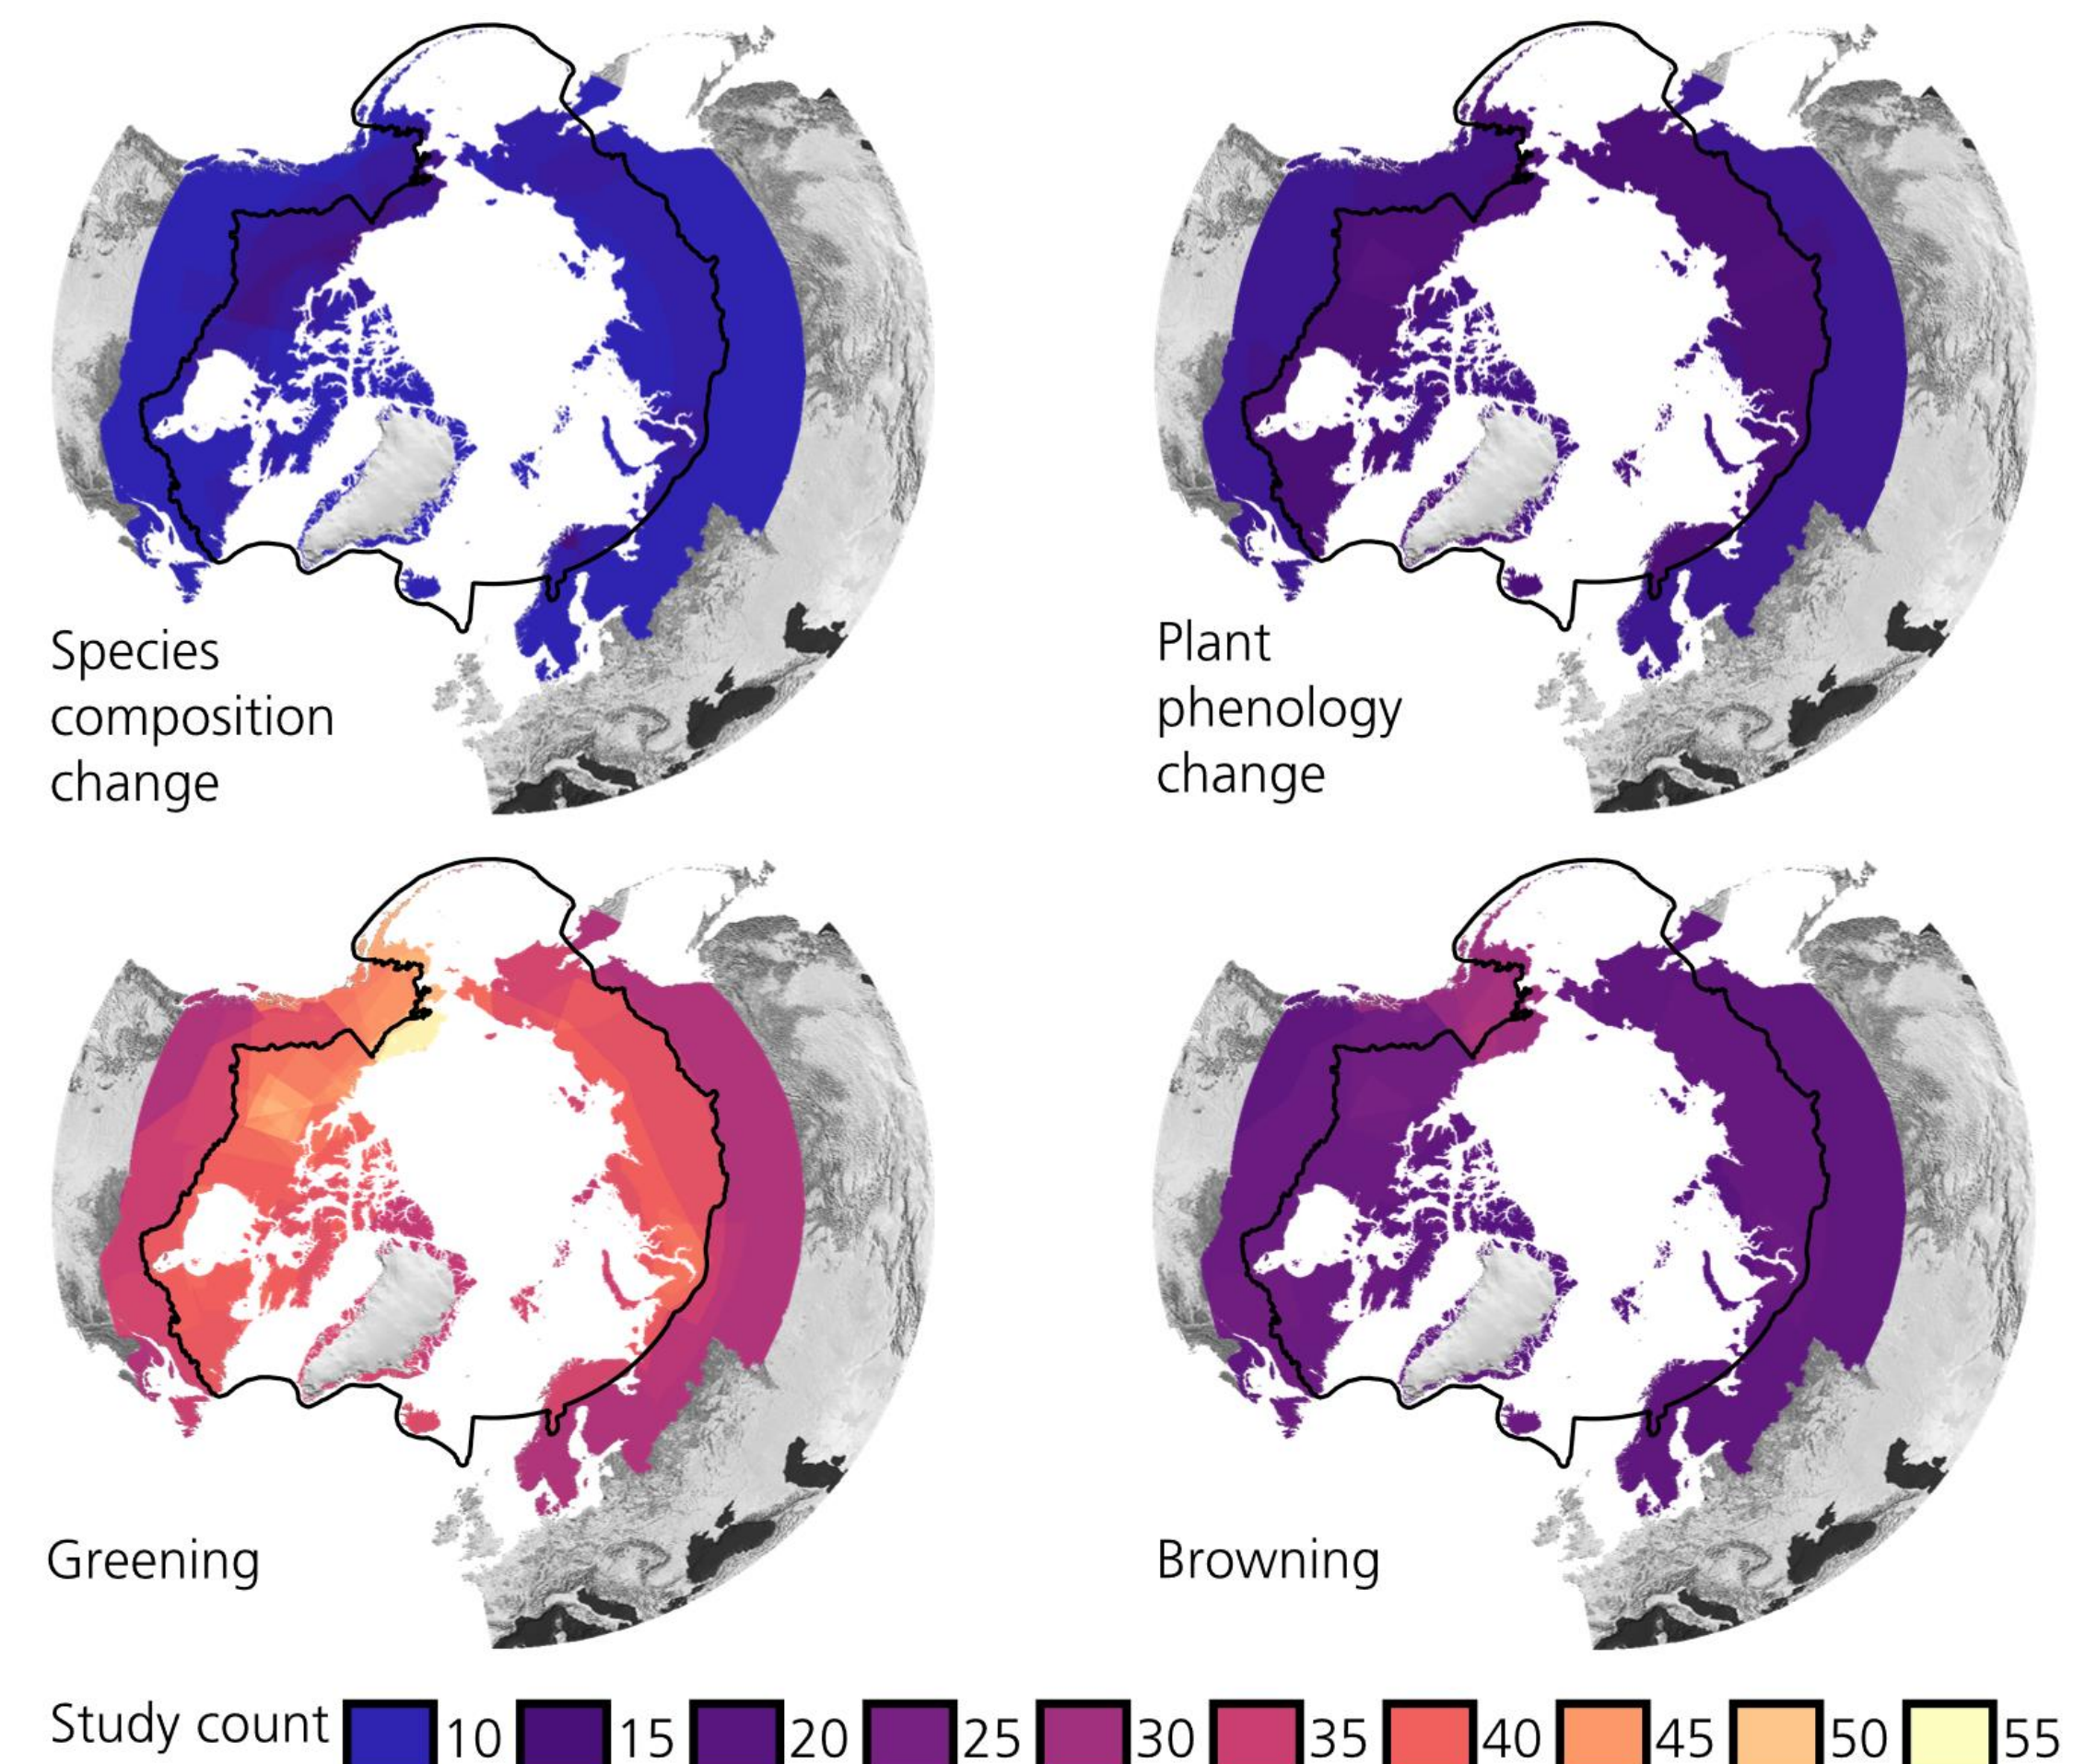 Species
composition
change
Plant
phenology
change
Greening
Browning
Study count 10 15 20 25 30 35 40 45 50 55